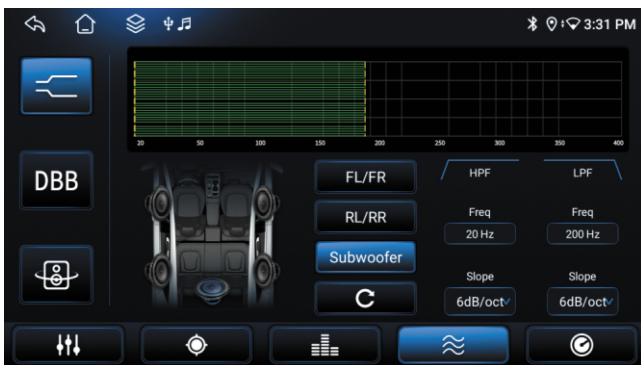 3:31 PM
20 50 100 150 200 250 300 350 400
DBB
FL/FR
RL/RR
Subwoofer
HPF LPF
Freq Freq
20 Hz 200 Hz
Slope Slope
6dB/oct 6dB/oct